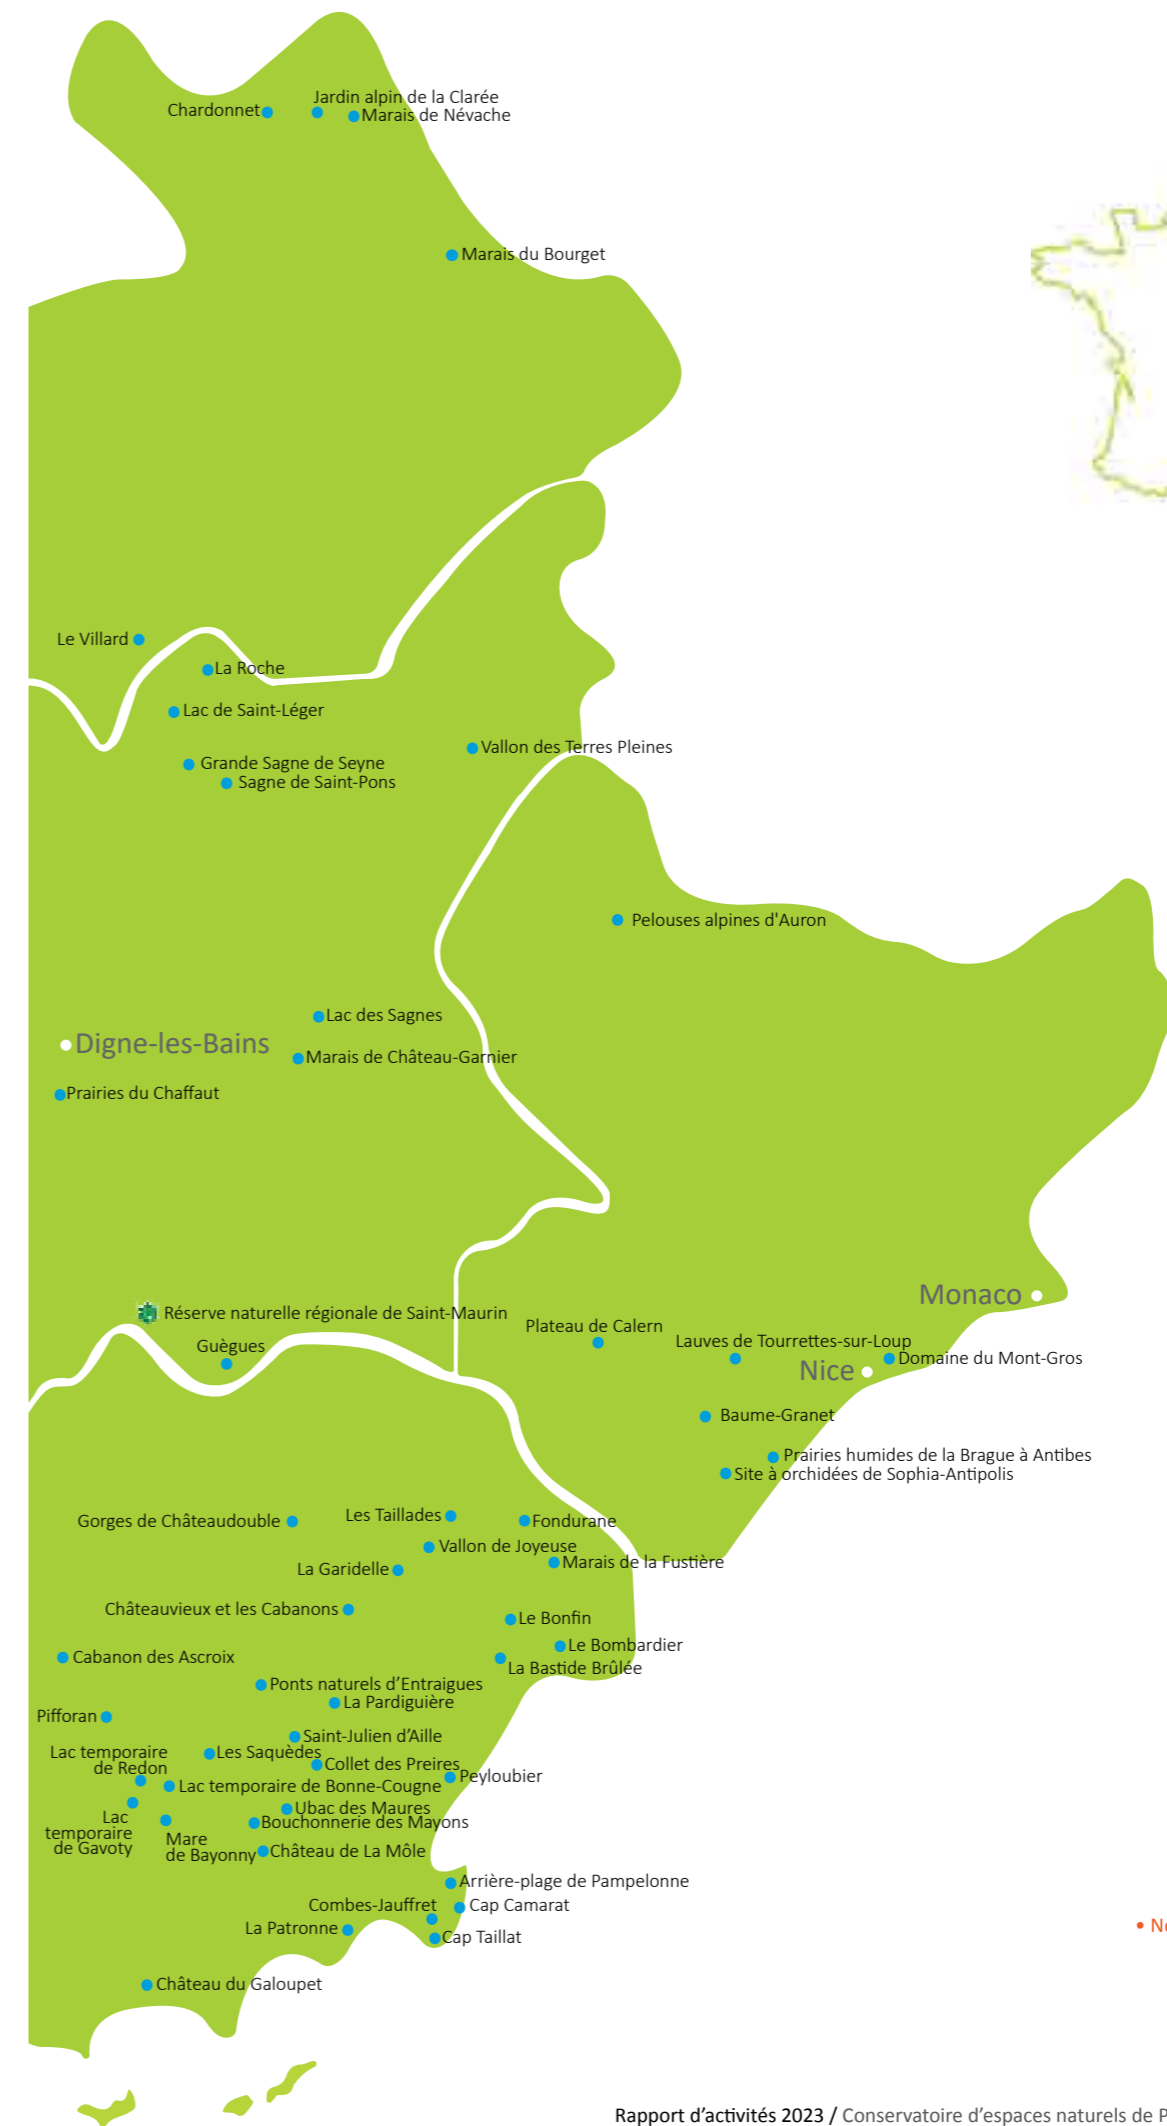 Jardin alpin de la Clarée
Chardonnet
Marais de Névache
Marais du Bourget
Le Villard
La Roche
Lac de Saint-Léger
Vallon des Terres Pleines
Grande Sagne de Seyne
Sagne de Saint-Pons
Pelouses alpines d'Auron
Lac des Sagnes
Digne-les-Bains
Marais de Château-Garnier
Prairies du Chaffaut
Monaco
Réserve naturelle régionale de Saint-Maurin
Plateau de Calern
Guègues
Lauves de Tourrettes-sur-Loup
Domaine du Mont-Gros
Nice
Baume-Granet
Prairies humides de la Brague à Antibes
Site à orchidées de Sophia-Antipolis
Les Taillades
Gorges de Châteaudouble
Fondurane
Vallon de Joyeuse
Marais de la Fustière
La Garidelle
Châteauvieux et les Cabanons
Le Bonfin
Le Bombardier
Cabanon des Ascroix
La Bastide Brûlée
Ponts naturels d’Entraigues
La Pardiguière
Pifforan
Saint-Julien d’Aille
Lac temporaire
de Redon
Les Saquèdes
Collet des Preires
Peyloubier
Lac temporaire de Bonne-Cougne
Ubac des Maures
Lac
temporaire
de Gavoty
Bouchonnerie des Mayons
Mare
de Bayonny
Château de La Môle
Arrière-plage de Pampelonne
Combes-Jauffret
Cap Camarat
La Patronne
Cap Taillat
• N
Château du Galoupet
Rapport d’activités 2023 / Conservatoire d’espaces naturels de P